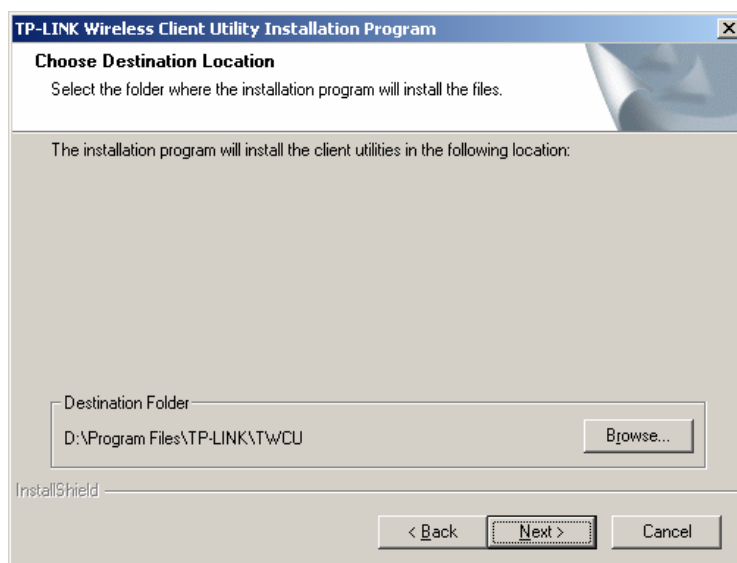 TP-LINK Wireless Client Utility Installation Program
Choose Destination Location
Select the folder where the installation program will install the files.
The installation program will install the client utilities in the following location:
Destination Folder
D:\Program Files\TP-LINK\TWCU
Browse...
InstallShield
< Back
Next >
Cancel